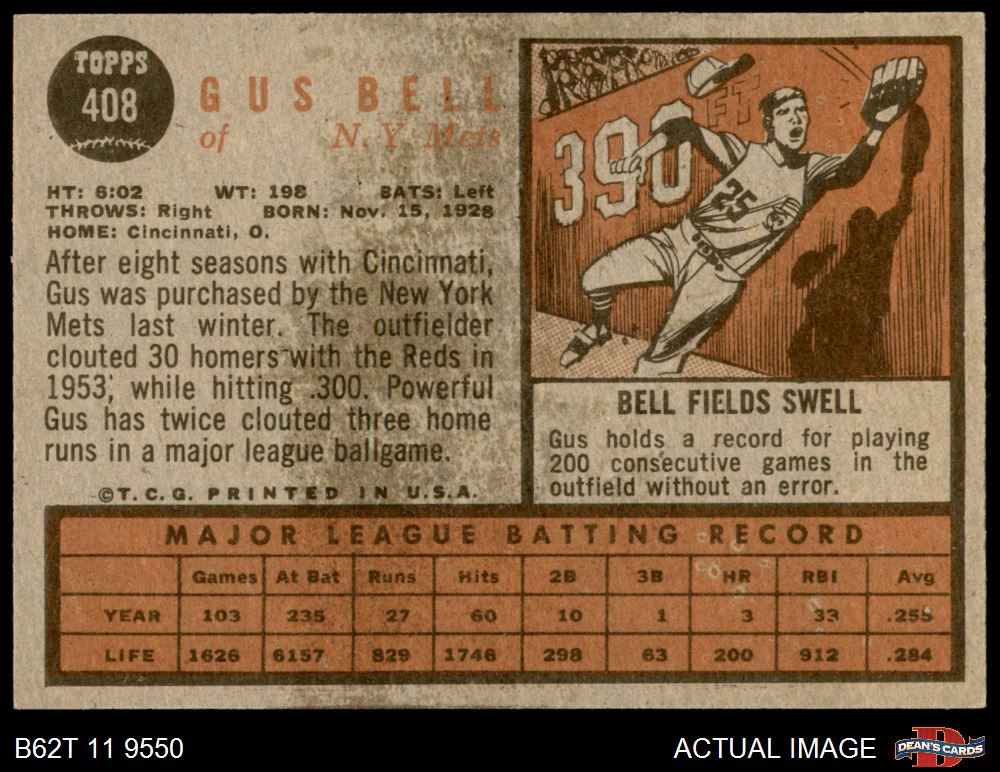 TOPPS
408
GUS BELL
of N. Y. Mets
HT: 6:02 WT: 198 BATS: Left
THROWS: Right BORN: Nov. 15, 1928
HOME: Cincinnati, O.
After eight seasons with Cincinnati,
Gus was purchased by the New York
Mets last winter. The outfielder
clouted 30 homers with the Reds in
1953, while hitting .300. Powerful
Gus has twice clouted three home
runs in a major league ballgame.
©T.C.G. PRINTED IN U.S.A.
390 FT
25
BELL FIELDS SWELL
Gus holds a record for playing
200 consecutive games in the
outfield without an error.
MAJOR LEAGUE BATTING RECORD
Games At Bat Runs Hits 2B 3B HR RBI Avg
YEAR 103 235 27 60 10 1 3 33 .255
LIFE 1626 6157 829 1746 298 63 200 912 .284
B62T 11 9550
ACTUAL IMAGE
D
DEAN'S CARDS